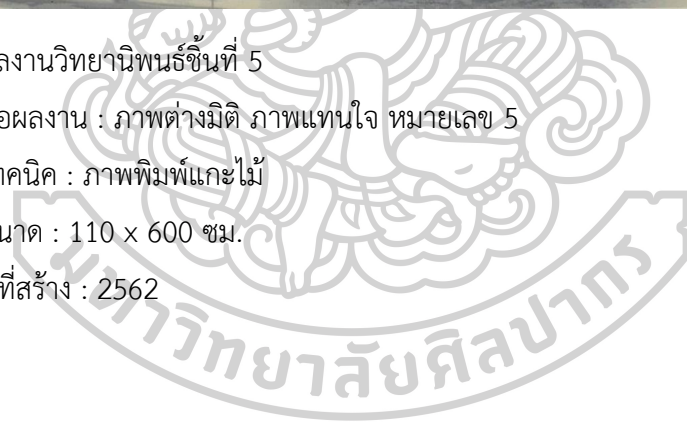 ลงานวิทยานิพนธ์ชิ้นที่ 5
อผลงาน : ภาพต่างมิติ ภาพแทนใจ หมายเลข 5
ทคนิค : ภาพพิมพ์แกะไม้
นาด : 110 x 600 ซม.
ที่สร้าง : 2562
มหาวิทยาลัยศิลปากร